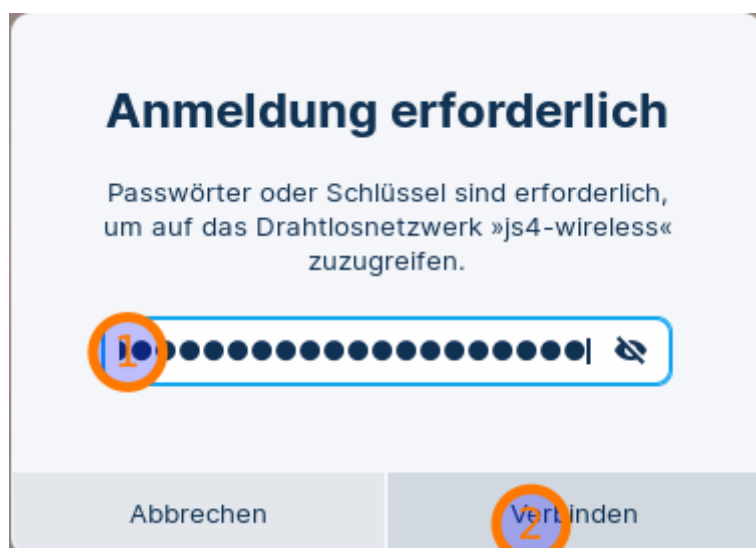 Anmeldung erforderlich
Passwörter oder Schlüssel sind erforderlich,
um auf das Drahtlosnetzwerk »js4-wireless«
zuzugreifen.
1
Abbrechen
Verbinden
2